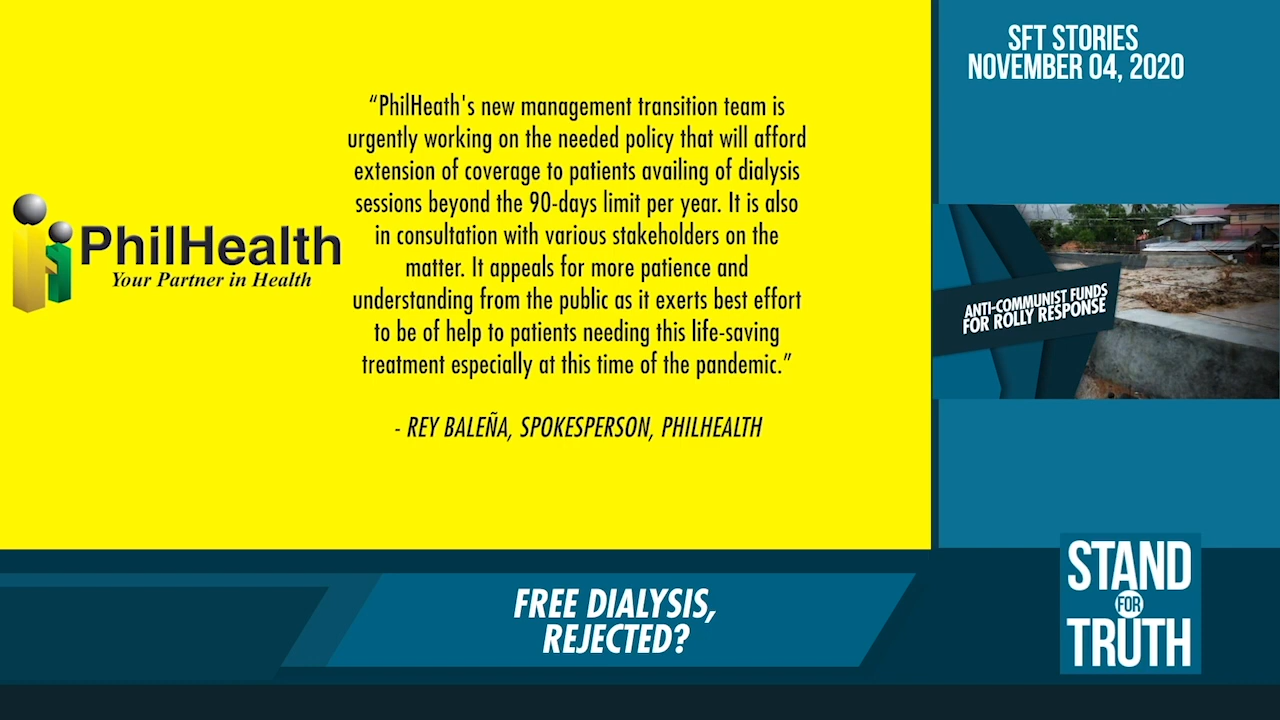 SFT STORIES
NOVEMBER 04, 2020
“PhilHeath's new management transition team is
urgently working on the needed policy that will afford
extension of coverage to patients availing of dialysis
sessions beyond the 90-days limit per year. It is also
in consultation with various stakeholders on the
matter. It appeals for more patience and
understanding from the public as it exerts best effort
to be of help to patients needing this life-saving
treatment especially at this time of the pandemic.”
- REY BALEÑA, SPOKESPERSON, PHILHEALTH
PhilHealth
Your Partner in Health
ANTI-COMMUNIST FUNDS
FOR ROLLY RESPONSE
FREE DIALYSIS,
REJECTED?
STAND
FOR
TRUTH